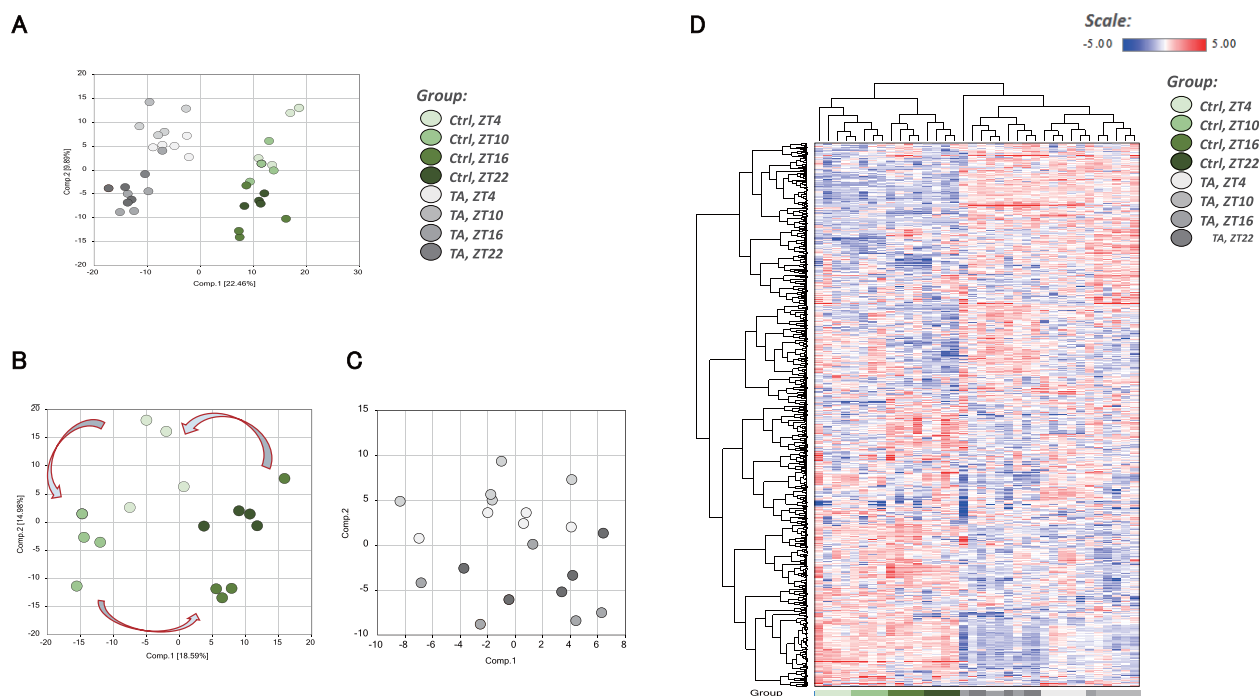 A
20
15
10
5
0
-5
-10
-15
-20
-20 -10 0 10 20 30
Comp.2 [9.89%]
Comp.1 [22.46%]
Group:
Ctrl, ZT4
Ctrl, ZT10
Ctrl, ZT16
Ctrl, ZT22
TA, ZT4
TA, ZT10
TA, ZT16
TA, ZT22
B
20
15
10
5
0
-5
-10
-15
-20
-20 -15 -10 -5 0 5 10 15 20
Comp.2 [14.98%]
Comp.1 [18.59%]
C
15
10
5
0
-5
-10
-10 -8 -6 -4 -2 0 2 4 6 8
Comp.2
Comp.1
D
Scale:
-5.00 5.00
Group:
Ctrl, ZT4
Ctrl, ZT10
Ctrl, ZT16
Ctrl, ZT22
TA, ZT4
TA, ZT10
TA, ZT16
TA, ZT22
Group